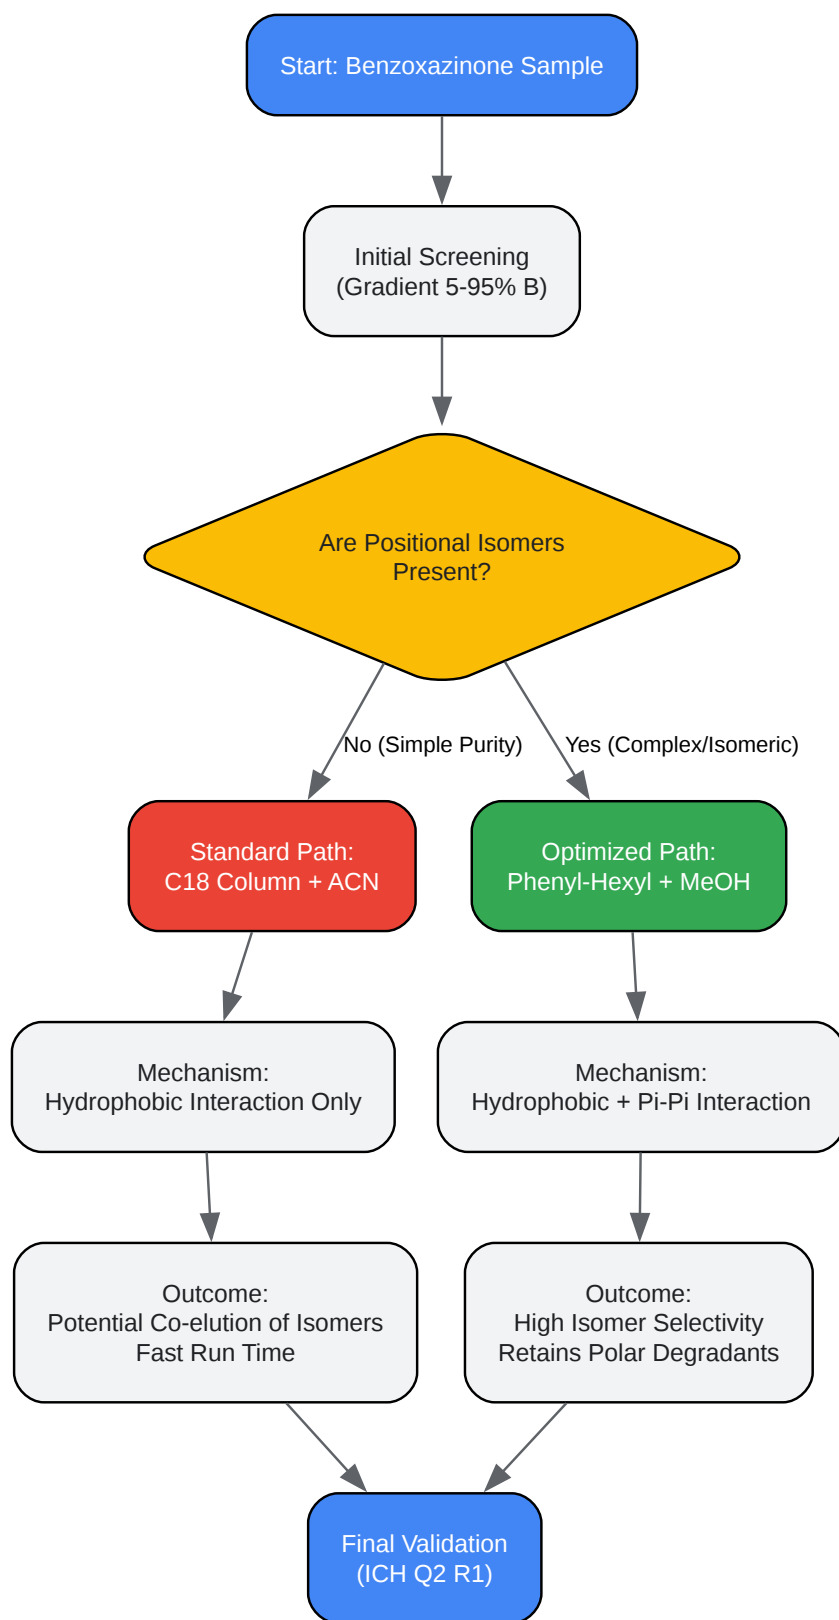 Start: Benzoxazinone Sample
Initial Screening
(Gradient 5-95% B)
Are Positional Isomers
Present?
No (Simple Purity)
Yes (Complex/Isomeric)
Standard Path:
C18 Column + ACN
Optimized Path:
Phenyl-Hexyl + MeOH
Mechanism:
Hydrophobic Interaction Only
Mechanism:
Hydrophobic + Pi-Pi Interaction
Outcome:
Potential Co-elution of Isomers
Fast Run Time
Outcome:
High Isomer Selectivity
Retains Polar Degradants
Final Validation
(ICH Q2 R1)